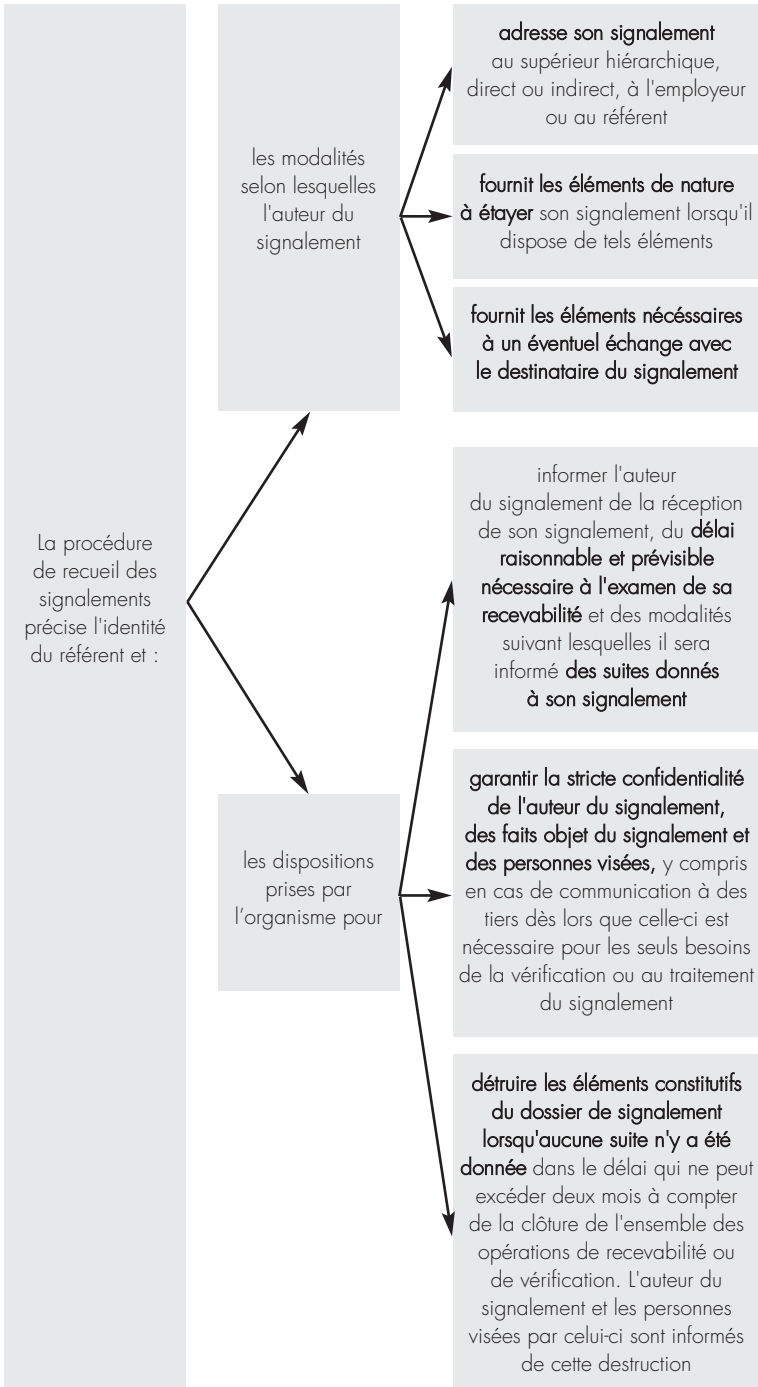 La procédure
de recueil des
signalements
précise l'identité
du référent et :
les modalités
selon lesquelles
l'auteur du
signalement
adresse son signalement
au supérieur hiérarchique,
direct ou indirect, à l'employeur
ou au référent
fournit les éléments de nature
à étayer son signalement lorsqu'il
dispose de tels éléments
fournit les éléments nécéssaires
à un éventuel échange avec
le destinataire du signalement
les dispositions
prises par
l’organisme pour
informer l'auteur
du signalement de la réception
de son signalement, du délai
raisonnable et prévisible
nécessaire à l'examen de sa
recevabilité et des modalités
suivant lesquelles il sera
informé des suites donnés
à son signalement
garantir la stricte confidentialité
de l'auteur du signalement,
des faits objet du signalement et
des personnes visées, y compris
en cas de communication à des
tiers dès lors que celle-ci est
nécessaire pour les seuls besoins
de la vérification ou au traitement
du signalement
détruire les éléments constitutifs
du dossier de signalement
lorsqu'aucune suite n'y a été
donnée dans le délai qui ne peut
excéder deux mois à compter
de la clôture de l'ensemble des
opérations de recevabilité ou
de vérification. L'auteur du
signalement et les personnes
visées par celui-ci sont informés
de cette destruction